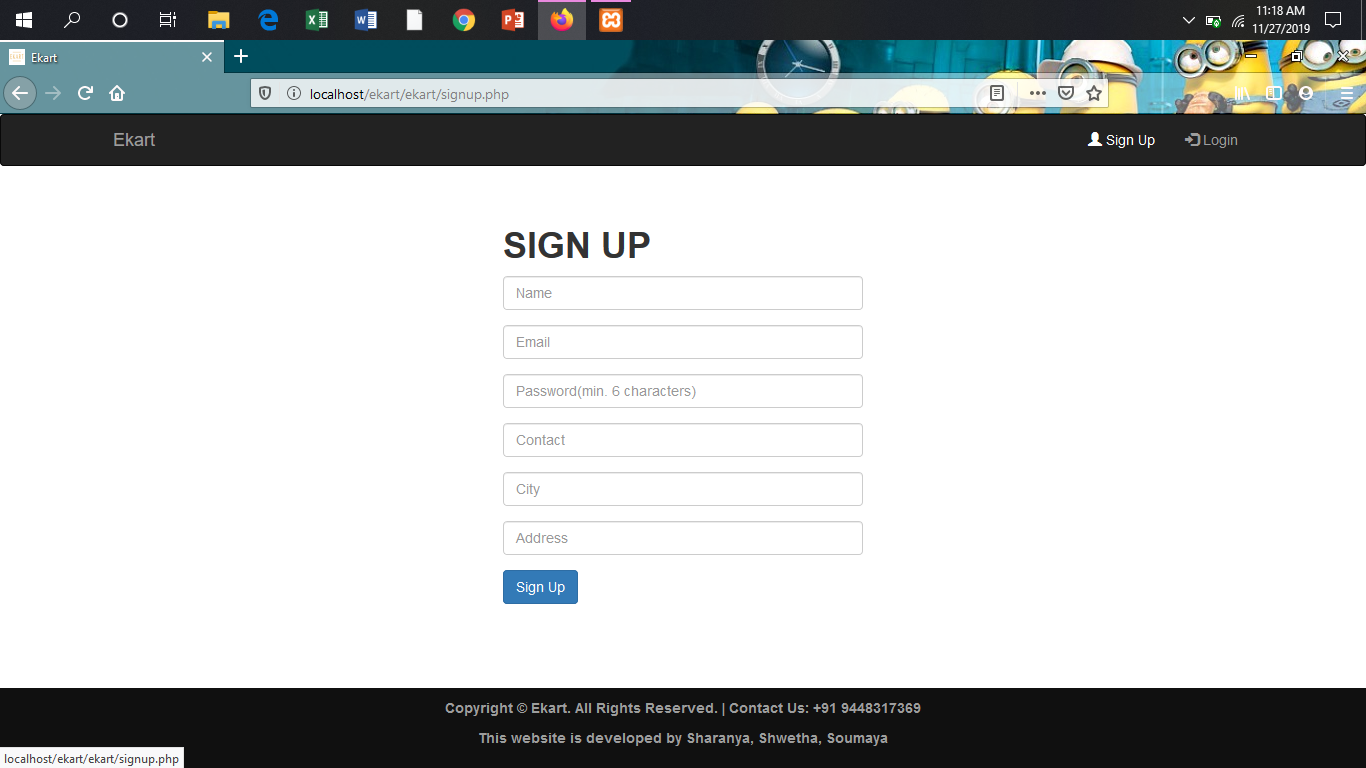 11:18 AM
11/27/2019
Ekart
localhost/ekart/ekart/signup.php
Ekart
Sign Up
Login
SIGN UP
Name
Email
Password(min. 6 characters)
Contact
City
Address
Sign Up
Copyright © Ekart. All Rights Reserved. | Contact Us: +91 9448317369
This website is developed by Sharanya, Shwetha, Soumaya
localhost/ekart/ekart/signup.php